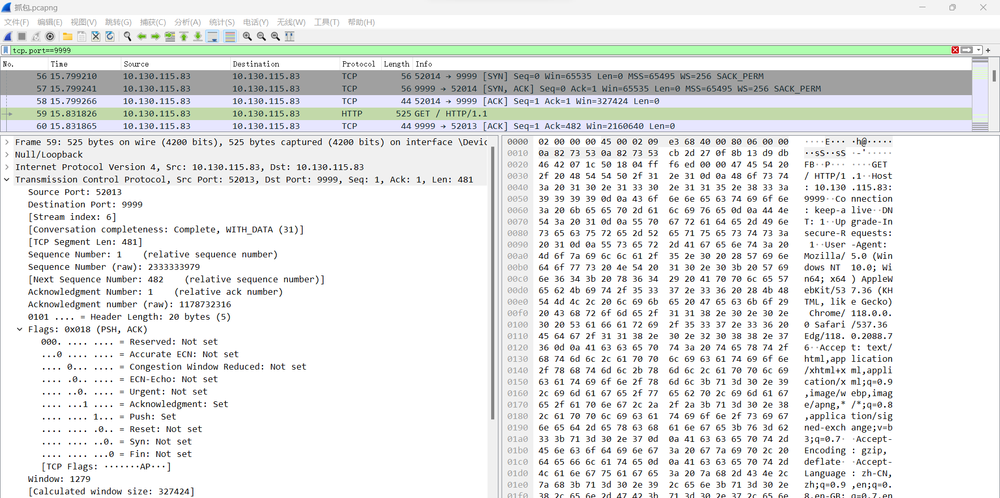 抓包.pcapng
文件(F) 编辑(E) 视图(V) 跳转(G) 捕获(C) 分析(A) 统计(S) 电话(Y) 无线(W) 工具(T) 帮助(H)
tcp.port==9999
No. Time Source Destination Protocol Length Info
56 15.799210 10.130.115.83 10.130.115.83 TCP 56 52014 → 9999 [SYN] Seq=0 Win=65535 Len=0 MSS=65495 WS=256 SACK_PERM
57 15.799241 10.130.115.83 10.130.115.83 TCP 56 9999 → 52014 [SYN, ACK] Seq=0 Ack=1 Win=65535 Len=0 MSS=65495 WS=256 SACK_PERM
58 15.799266 10.130.115.83 10.130.115.83 TCP 44 52014 → 9999 [ACK] Seq=1 Ack=1 Win=327424 Len=0
59 15.831826 10.130.115.83 10.130.115.83 HTTP 525 GET / HTTP/1.1
60 15.831865 10.130.115.83 10.130.115.83 TCP 44 9999 → 52013 [ACK] Seq=1 Ack=482 Win=2160640 Len=0
Frame 59: 525 bytes on wire (4200 bits), 525 bytes captured (4200 bits) on interface \Devic
Null/Loopback
Internet Protocol Version 4, Src: 10.130.115.83, Dst: 10.130.115.83
Transmission Control Protocol, Src Port: 52013, Dst Port: 9999, Seq: 1, Ack: 1, Len: 481
Source Port: 52013
Destination Port: 9999
[Stream index: 6]
[Conversation completeness: Complete, WITH_DATA (31)]
[TCP Segment Len: 481]
Sequence Number: 1 (relative sequence number)
Sequence Number (raw): 2333333979
[Next Sequence Number: 482 (relative sequence number)]
Acknowledgment Number: 1 (relative ack number)
Acknowledgment number (raw): 1178732316
0101 .... = Header Length: 20 bytes (5)
Flags: 0x018 (PSH, ACK)
000. .... .... = Reserved: Not set
...0 .... .... = Accurate ECN: Not set
.... 0... .... = Congestion Window Reduced: Not set
.... .0.. .... = ECN-Echo: Not set
.... ..0. .... = Urgent: Not set
.... ...1 .... = Acknowledgment: Set
.... .... 1... = Push: Set
.... .... .0.. = Reset: Not set
.... .... ..0. = Syn: Not set
.... .... ...0 = Fin: Not set
[TCP Flags: ·······AP···]
Window: 1279
[Calculated window size: 327424]
0000 02 00 00 00 45 00 02 09 e3 68 40 00 80 06 00 00 ····E··· ·h@·····
0010 0a 82 73 53 0a 82 73 53 cb 2d 27 0f 8b 13 d9 db ··sS··sS ·-'·····
0020 46 42 07 1c 50 18 04 ff f6 ed 00 00 47 45 54 20 FB··P··· ····GET
0030 2f 20 48 54 54 50 2f 31 2e 31 0d 0a 48 6f 73 74 / HTTP/1 .1··Host
0040 3a 20 31 30 2e 31 33 30 2e 31 31 35 2e 38 33 3a : 10.130 .115.83:
0050 39 39 39 39 0d 0a 43 6f 6e 6e 65 63 74 69 6f 6e 9999··Co nnection
0060 3a 20 6b 65 65 70 2d 61 6c 69 76 65 0d 0a 44 4e : keep-a live··DN
0070 54 3a 20 31 0d 0a 55 70 67 72 61 64 65 2d 49 6e T: 1··Up grade-In
0080 73 65 63 75 72 65 2d 52 65 71 75 65 73 74 73 3a secure-R equests:
0090 20 31 0d 0a 55 73 65 72 2d 41 67 65 6e 74 3a 20 1··User -Agent:
00a0 4d 6f 7a 69 6c 6c 61 2f 35 2e 30 20 28 57 69 6e Mozilla/ 5.0 (Win
00b0 64 6f 77 73 20 4e 54 20 31 30 2e 30 3b 20 57 69 dows NT 10.0; Wi
00c0 6e 36 34 3b 20 78 36 34 29 20 41 70 70 6c 65 57 n64; x64 ) AppleW
00d0 65 62 4b 69 74 2f 35 33 37 2e 33 36 20 28 4b 48 ebKit/53 7.36 (KH
00e0 54 4d 4c 2c 20 6c 69 6b 65 20 47 65 63 6b 6f 29 TML, lik e Gecko)
00f0 20 43 68 72 6f 6d 65 2f 31 31 38 2e 30 2e 30 2e Chrome/ 118.0.0.
0100 30 20 53 61 66 61 72 69 2f 35 33 37 2e 33 36 20 0 Safari /537.36
0110 45 64 67 2f 31 31 38 2e 30 2e 32 30 38 38 2e 37 Edg/118. 0.2088.7
0120 36 0d 0a 41 63 63 65 70 74 3a 20 74 65 78 74 2f 6··Accep t: text/
0130 68 74 6d 6c 2c 61 70 70 6c 69 63 61 74 69 6f 6e html,app lication
0140 2f 78 68 74 6d 6c 2b 78 6d 6c 2c 61 70 70 6c 69 /xhtml+x ml,appli
0150 63 61 74 69 6f 6e 2f 78 6d 6c 3b 71 3d 30 2e 39 cation/x ml;q=0.9
0160 2c 69 6d 61 67 65 2f 77 65 62 70 2c 69 6d 61 67 ,image/w ebp,imag
0170 65 2f 61 70 6e 67 2c 2a 2f 2a 3b 71 3d 30 2e 38 e/apng,* /*;q=0.8
0180 2c 61 70 70 6c 69 63 61 74 69 6f 6e 2f 73 69 67 ,applica tion/sig
0190 6e 65 64 2d 65 78 63 68 61 6e 67 65 3b 76 3d 62 ned-exch ange;v=b
01a0 33 3b 71 3d 30 2e 37 0d 0a 41 63 63 65 70 74 2d 3;q=0.7· ·Accept-
01b0 45 6e 63 6f 64 69 6e 67 3a 20 67 7a 69 70 2c 20 Encoding : gzip,
01c0 64 65 66 6c 61 74 65 0d 0a 41 63 63 65 70 74 2d deflate· ·Accept-
01d0 4c 61 6e 67 75 61 67 65 3a 20 7a 68 2d 43 4e 2c Language : zh-CN,
01e0 7a 68 3b 71 3d 30 2e 39 2c 65 6e 3b 71 3d 30 2e zh;q=0.9 ,en;q=0.
01f0 38 2c 65 6e 2d 47 42 3b 71 3d 30 2e 37 2c 65 6e 8,en-GB; q=0.7,en